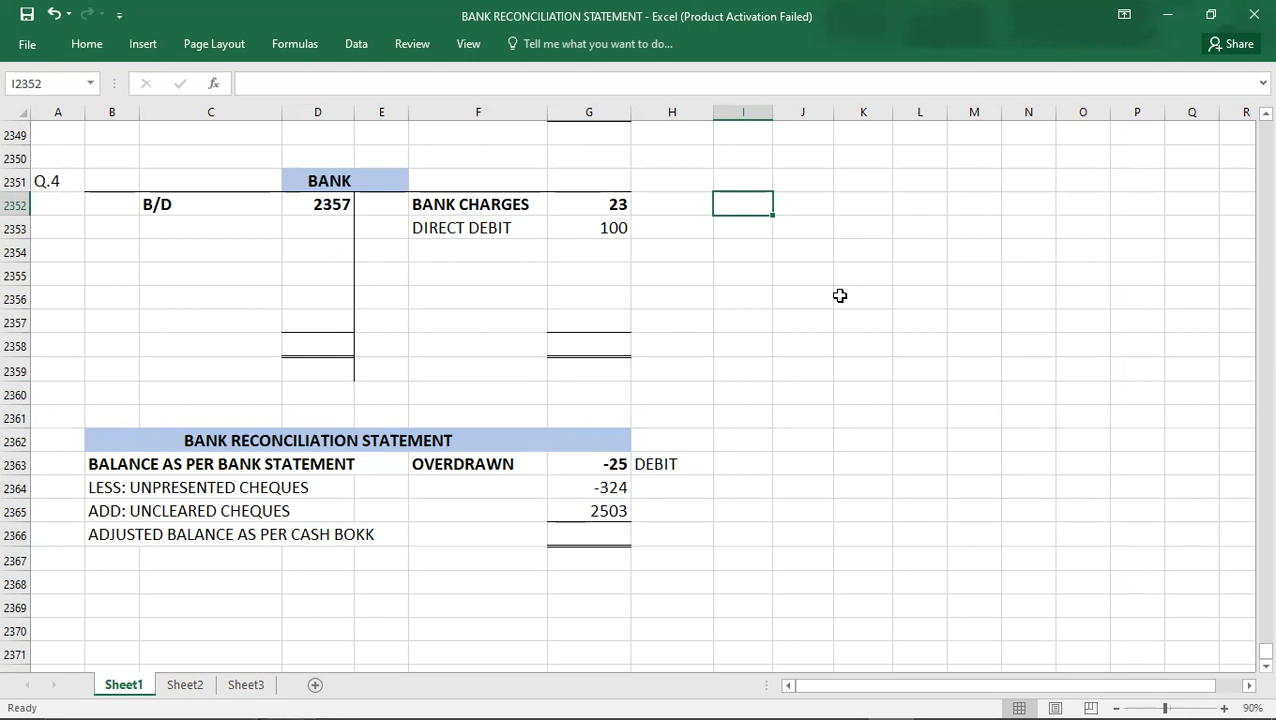 BANK RECONCILIATION STATEMENT - Excel (Product Activation Failed)
File Home Insert Page Layout Formulas Data Review View Tell me what you want to do... Share
I2352 fx
A B C D E F G H I J K L M N O P Q R
2349
2350
2351 Q.4 BANK
2352 B/D 2357 BANK CHARGES 23
2353 DIRECT DEBIT 100
2354
2355
2356
2357
2358
2359
2360
2361
2362 BANK RECONCILIATION STATEMENT
2363 BALANCE AS PER BANK STATEMENT OVERDRAWN -25 DEBIT
2364 LESS: UNPRESENTED CHEQUES -324
2365 ADD: UNCLEARED CHEQUES 2503
2366 ADJUSTED BALANCE AS PER CASH BOKK
2367
2368
2369
2370
2371
Sheet1 Sheet2 Sheet3
Ready 90%